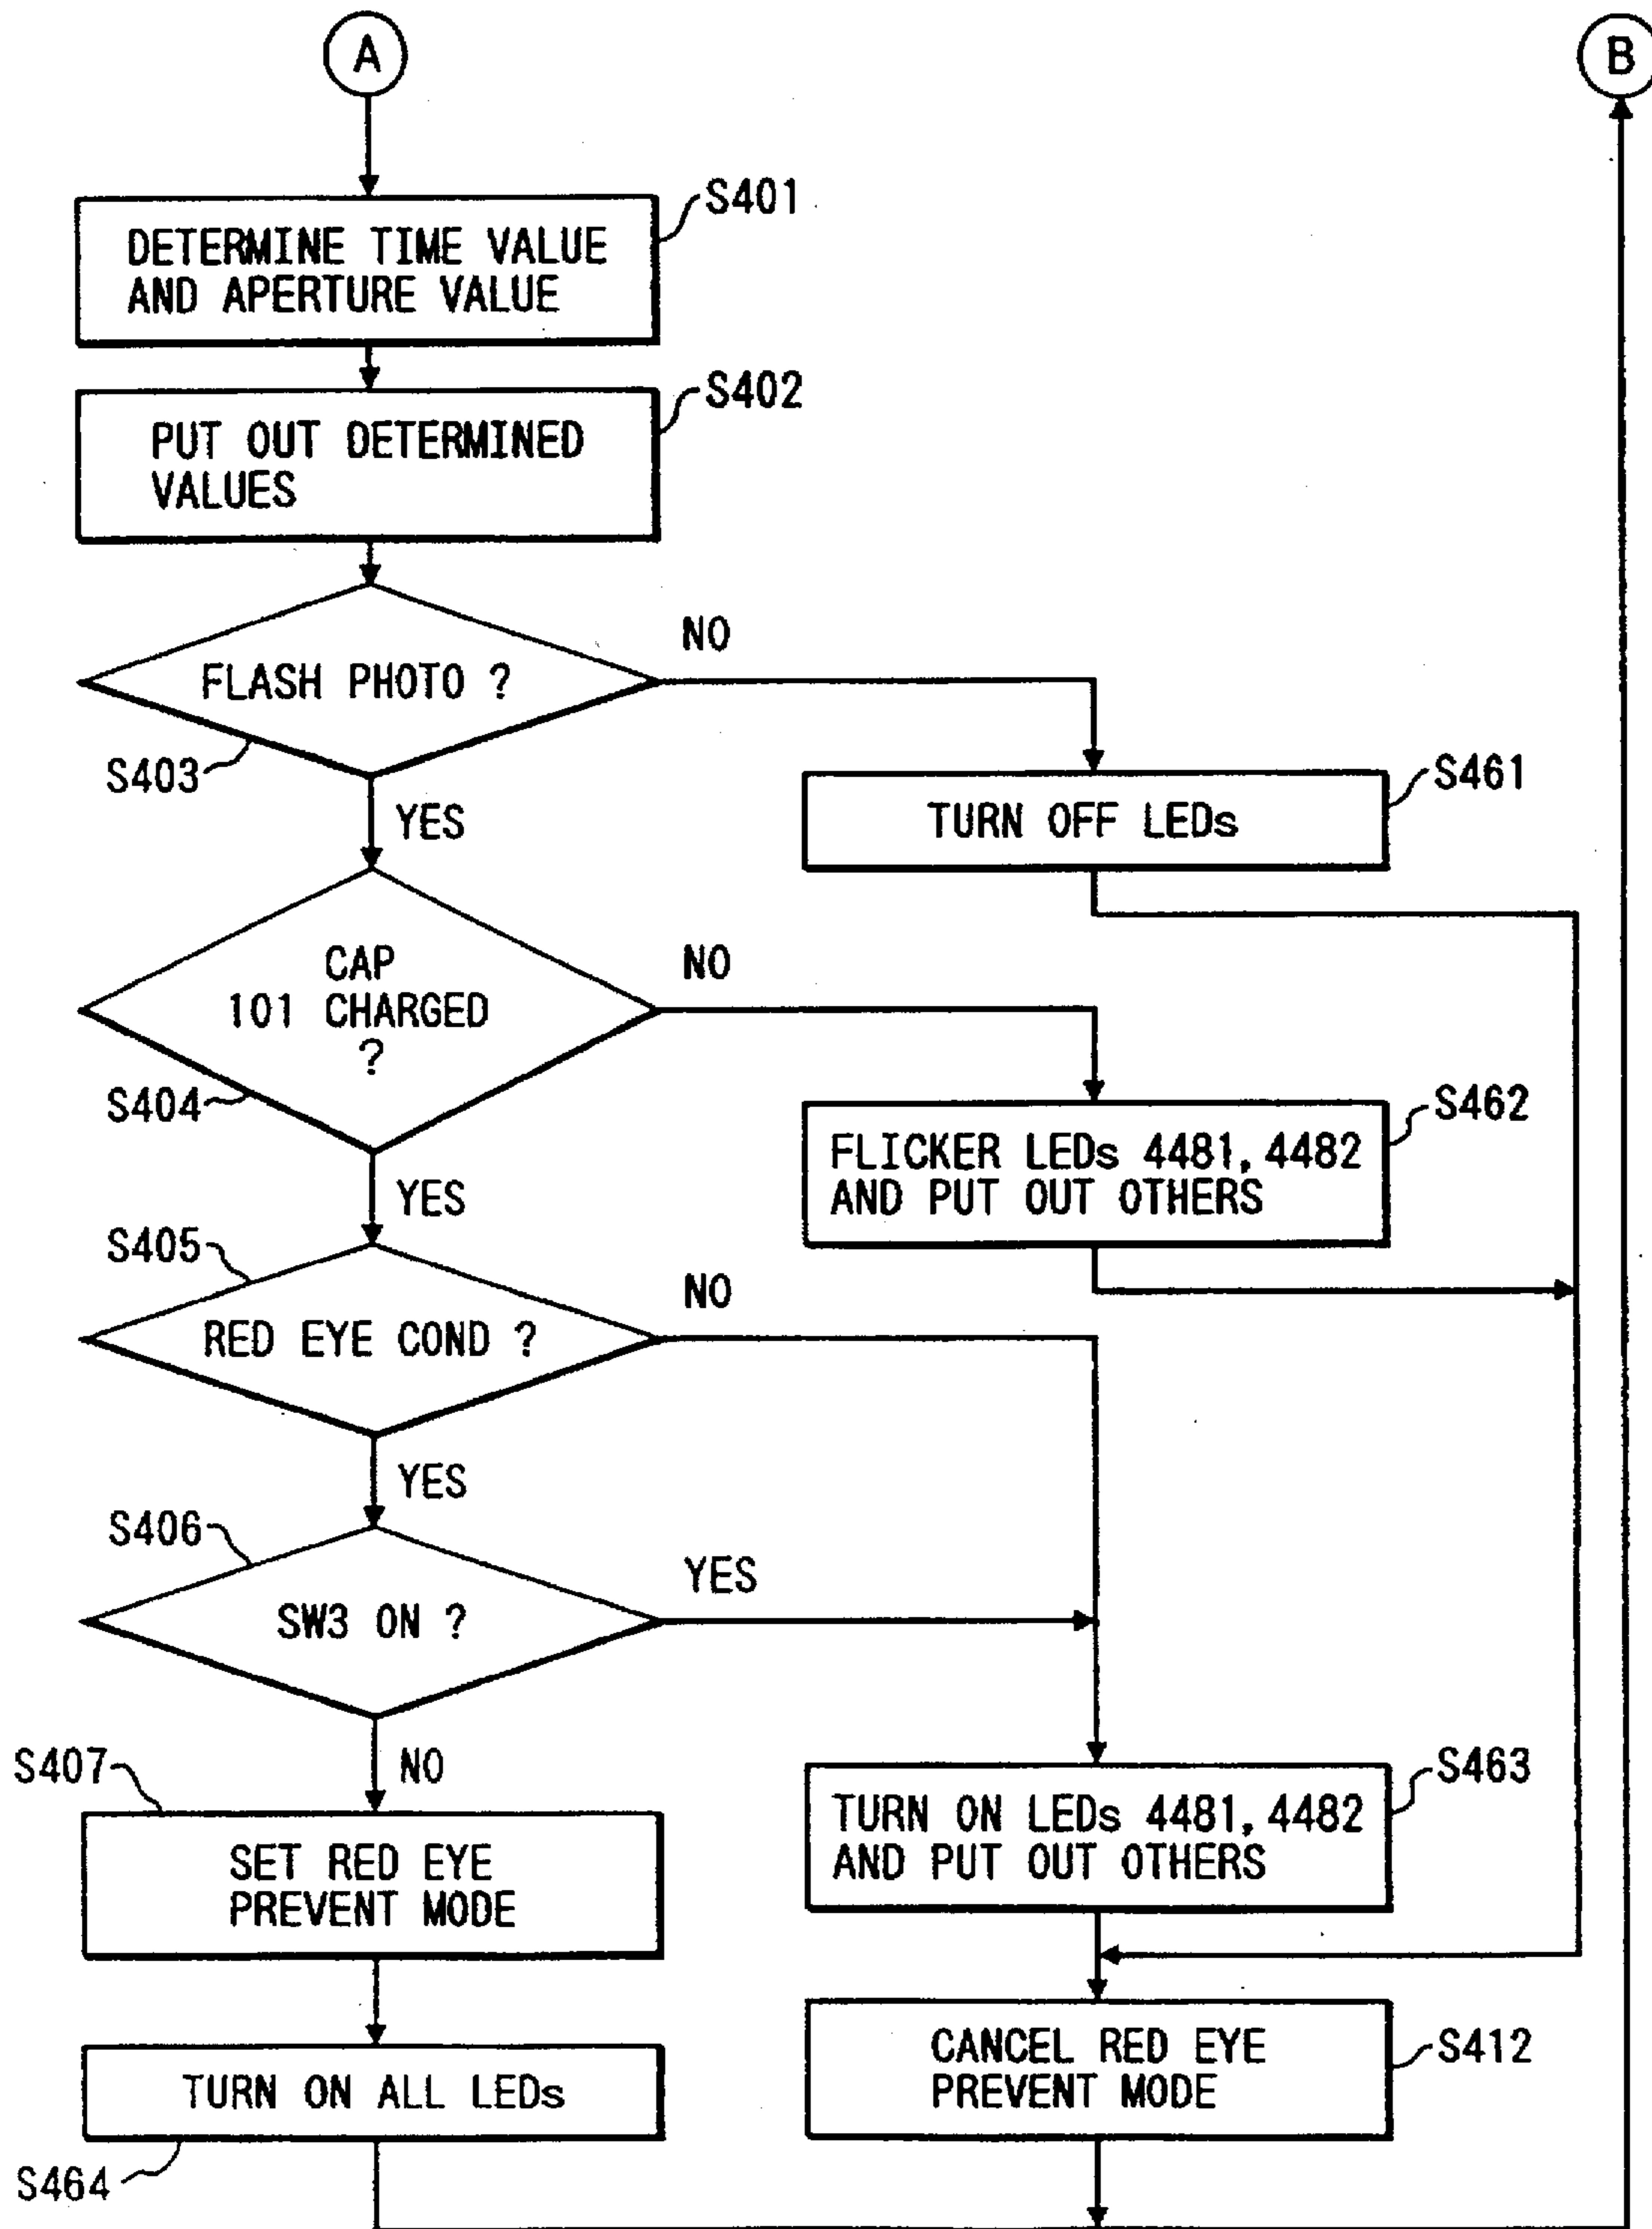 A
B
S401
DETERMINE TIME VALUE
AND APERTURE VALUE
S402
PUT OUT DETERMINED
VALUES
NO
FLASH PHOTO ?
S403
YES
S461
TURN OFF LEDs
CAP
101 CHARGED
?
NO
S404
YES
S462
FLICKER LEDs 4481, 4482
AND PUT OUT OTHERS
S405
NO
RED EYE COND ?
YES
S406
YES
SW3 ON ?
NO
S407
SET RED EYE
PREVENT MODE
S463
TURN ON LEDs 4481, 4482
AND PUT OUT OTHERS
TURN ON ALL LEDs
S464
CANCEL RED EYE
PREVENT MODE
S412